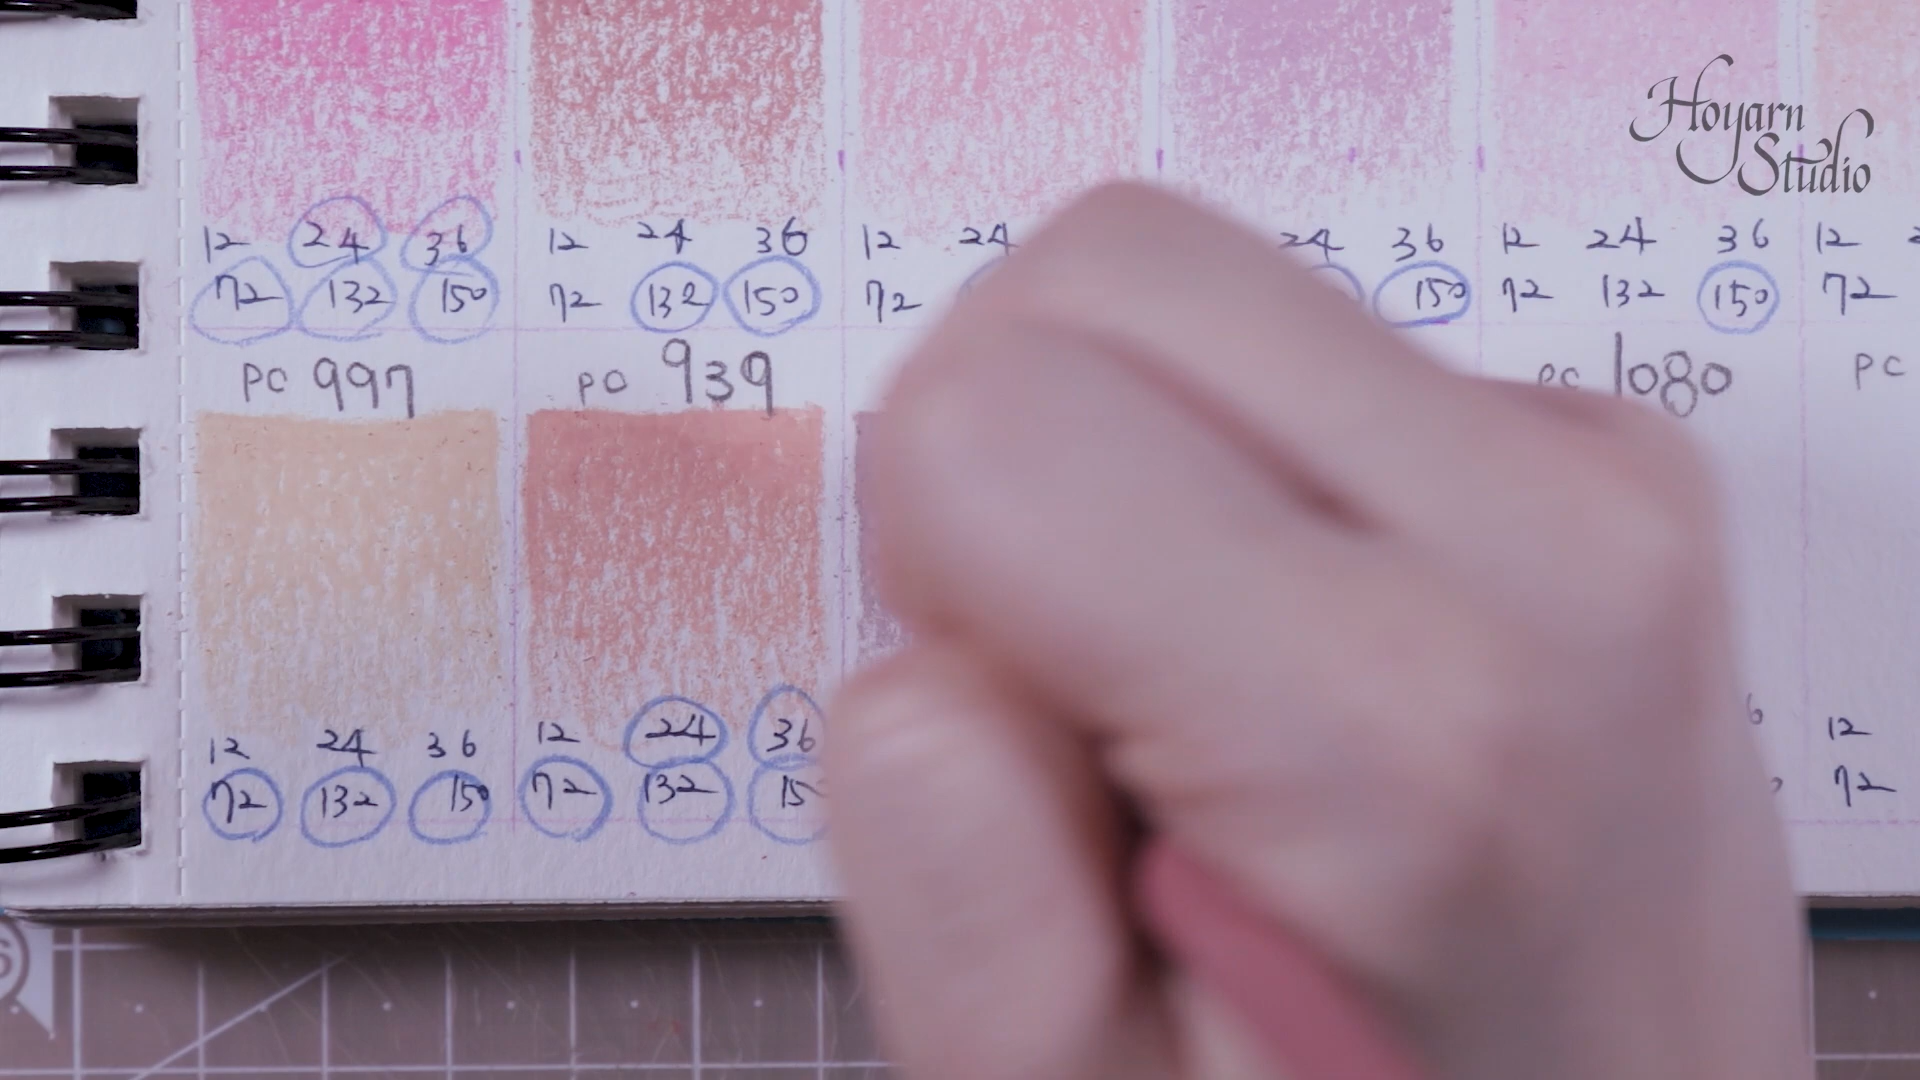 Hoyarn
Studio
12 24 36
72 132 150
12 24 36
72 132 150
12 24
72
24 36
150
12 24 36
72 132 150
12
72
PC 997
PC 939
PC 1080
PC
12 24 36
72 132 150
12 24 36
72 132 15
6
12
72